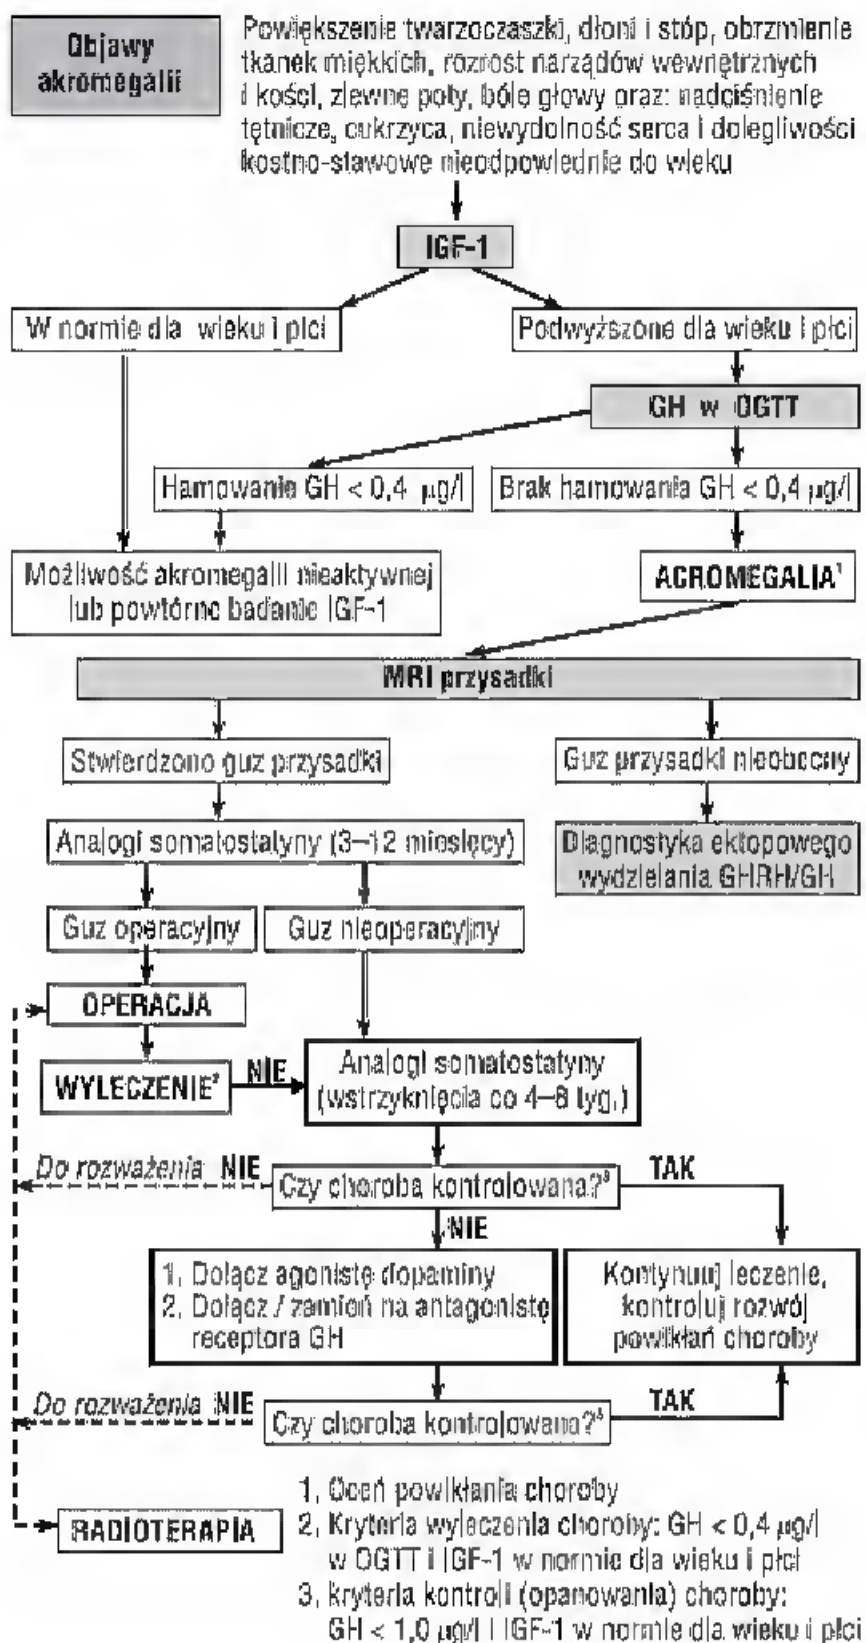 Objawy
akromegalii
Powiększenie twarzoczaszki, dłoni i stóp, obrzmienie
tkanek miękkich, rozrost narządów wewnętrznych
i kości, zlewne poty, bóle głowy oraz: nadciśnienie
tętnicze, cukrzyca, niewydolność serca i dolegliwości
kostno-stawowe nieodpowiednie do wieku
IGF-1
W normie dla wieku i płci
Podwyższone dla wieku i płci
GH w OGTT
Hamowanie GH < 0,4 µg/l
Brak hamowania GH < 0,4 µg/l
Możliwość akromegalii nieaktywnej
lub powtórne badanie IGF-1
ACROMEGALIA¹
MRI przysadki
Stwierdzono guz przysadki
Guz przysadki nieobecny
Analogi somatostatyny (3–12 miesięcy)
Diagnostyka ektopowego
wydzielania GHRH/GH
Guz operacyjny
Guz nieoperacyjny
OPERACJA
WYLECZENIE²
NIE
Analogi somatostatyny
(wstrzyknięcia co 4–8 tyg.)
Do rozważenia NIE
Czy choroba kontrolowana?³
TAK
NIE
1. Dołącz agonistę dopaminy
2. Dołącz / zamień na antagonistę
receptora GH
Kontynuuj leczenie,
kontroluj rozwój
powikłań choroby
Do rozważenia NIE
Czy choroba kontrolowana?³
TAK
RADIOTERAPIA
1. Oceń powikłania choroby
2. Kryteria wyleczenia choroby: GH < 0,4 µg/l
w OGTT i IGF-1 w normie dla wieku i płci
3. kryteria kontroli (opanowania) choroby:
GH < 1,0 µg/l i IGF-1 w normie dla wieku i płci